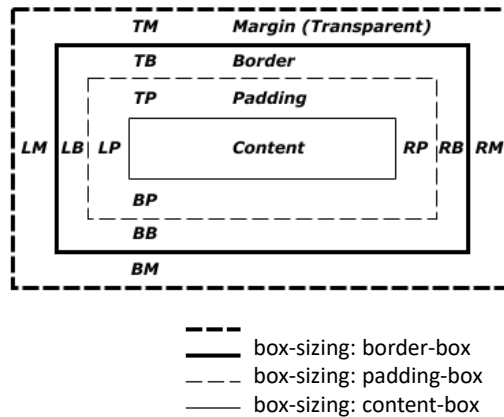 TM Margin (Transparent)
TB Border
TP Padding
LM LB LP Content RP RB RM
BP
BB
BM
box-sizing: border-box
box-sizing: padding-box
box-sizing: content-box